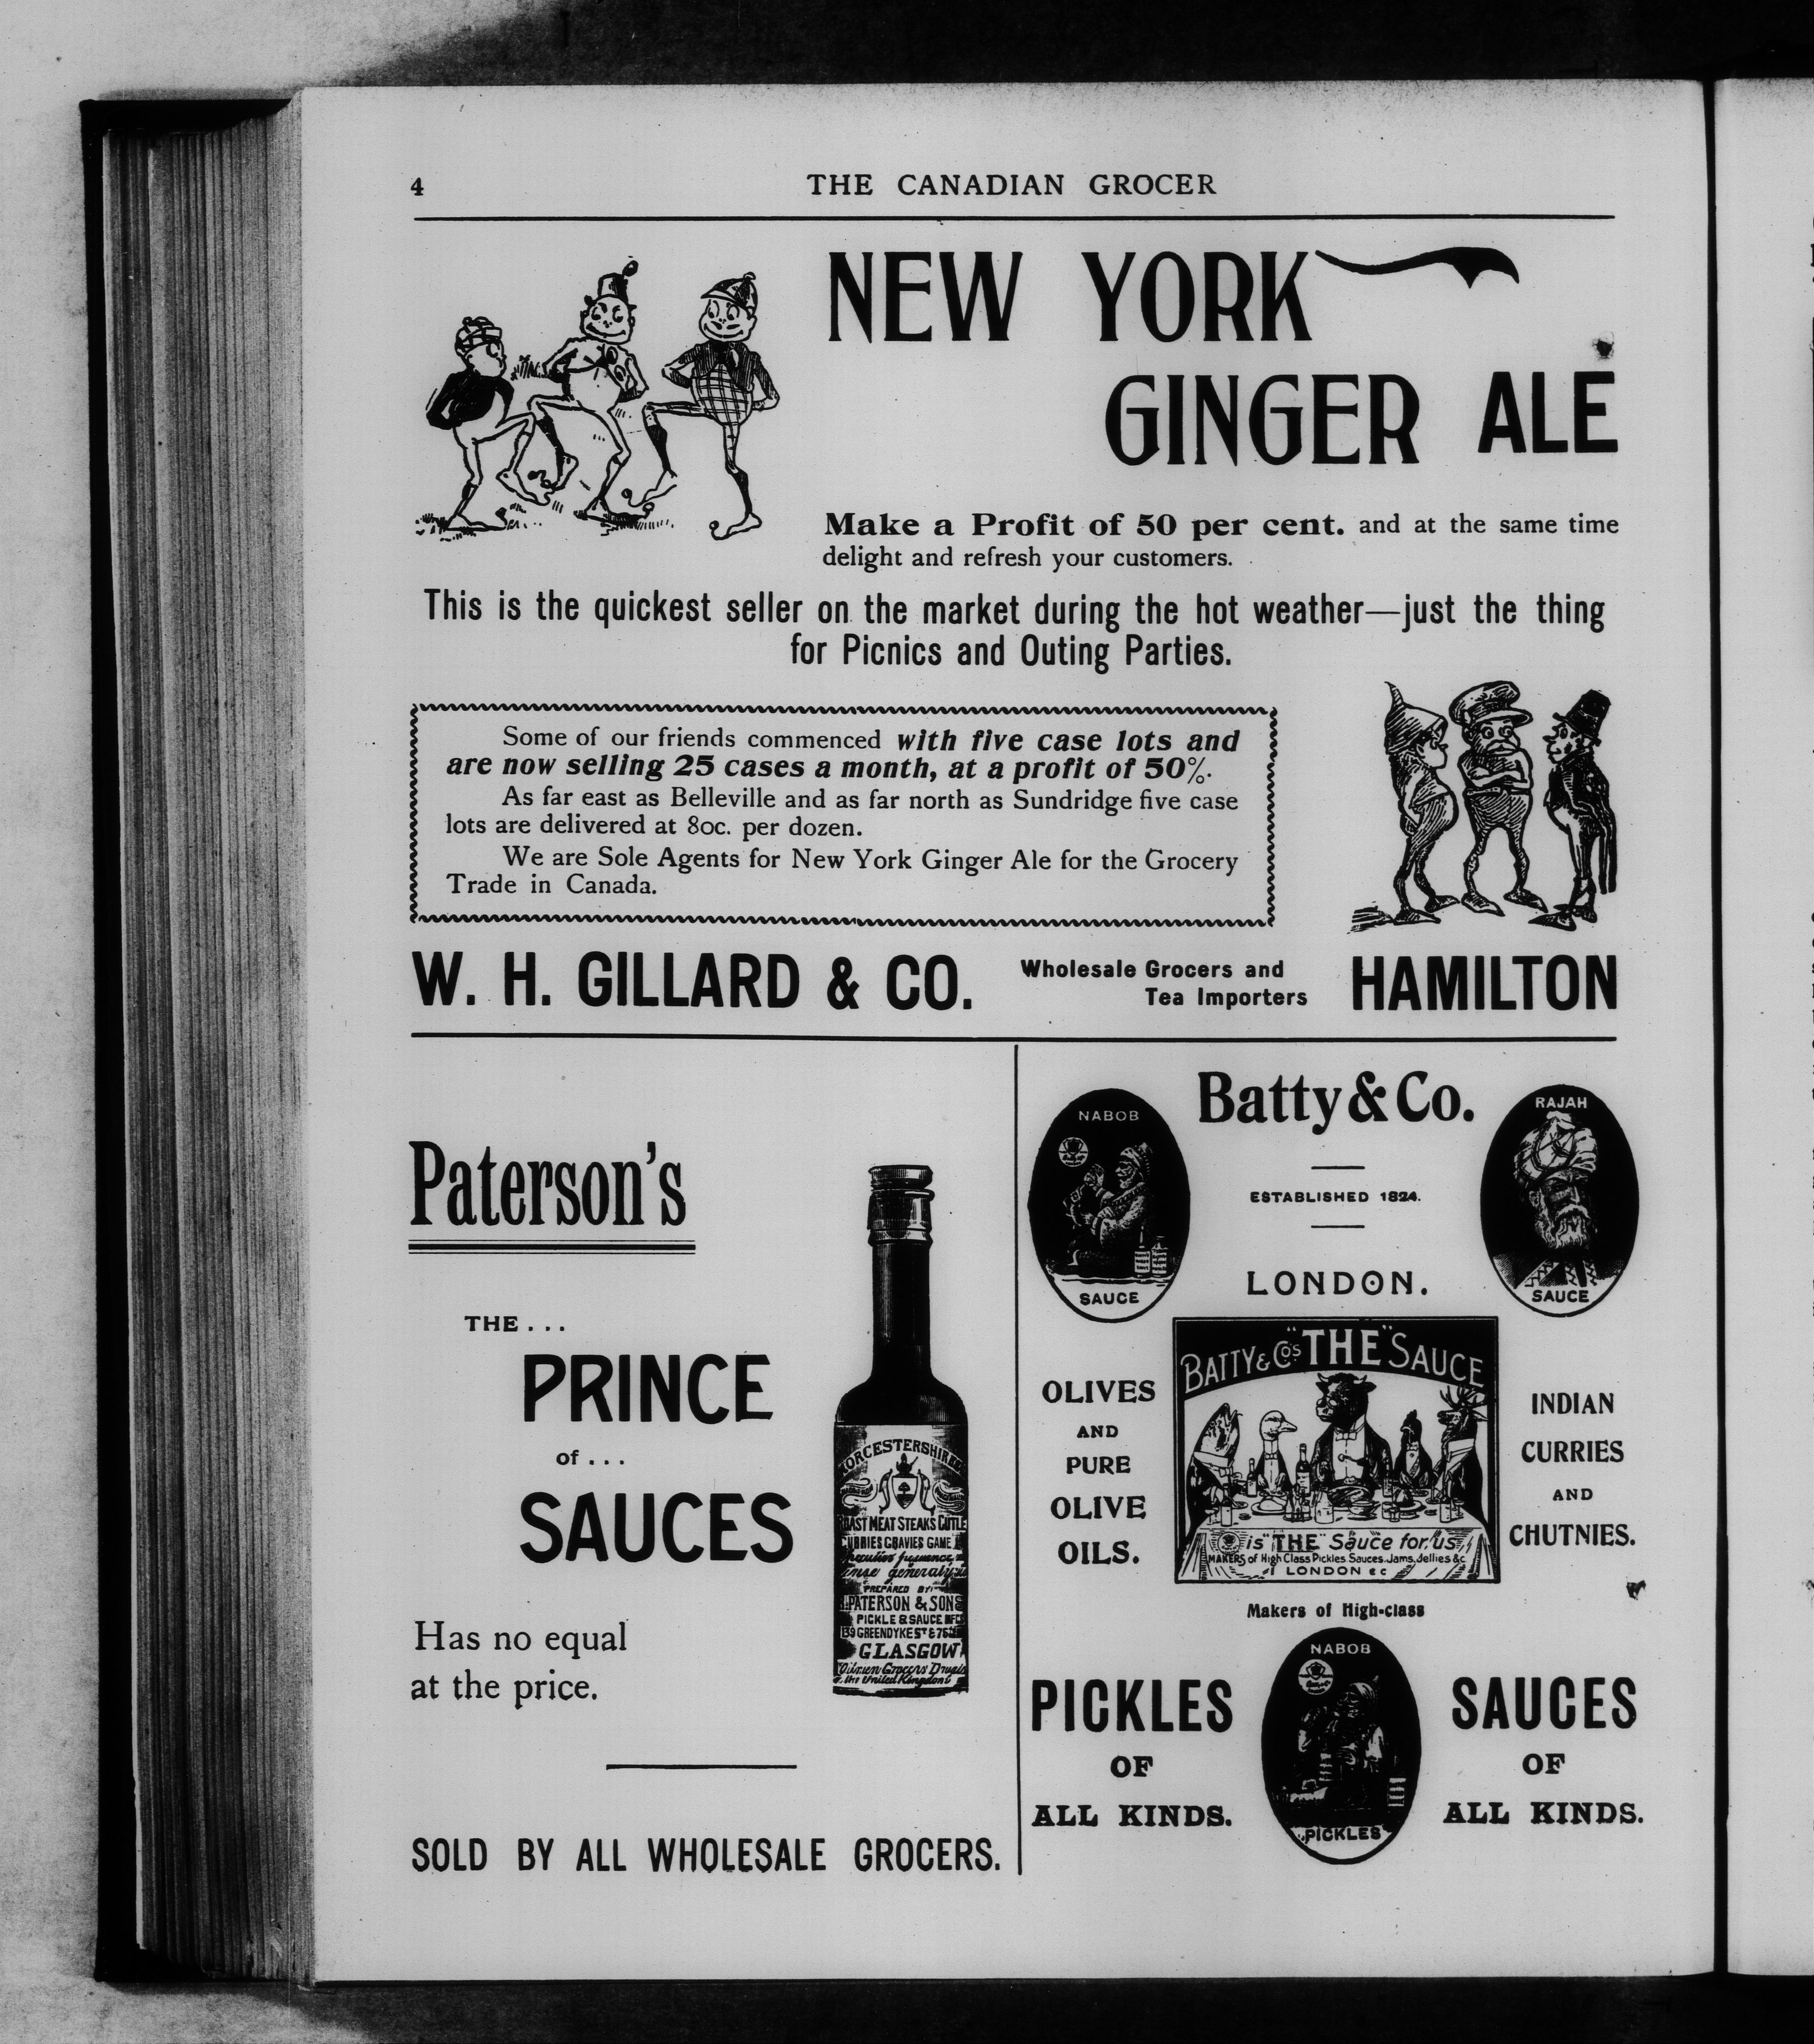 4
THE CANADIAN GROCER
NEW YORK
GINGER ALE
Make a Profit of 50 per cent. and at the same time
delight and refresh your customers.
This is the quickest seller on the market during the hot weather—just the thing
for Picnics and Outing Parties.
Some of our friends commenced with five case lots and
are now selling 25 cases a month, at a profit of 50%.
As far east as Belleville and as far north as Sundridge five case
lots are delivered at 80c. per dozen.
We are Sole Agents for New York Ginger Ale for the Grocery
Trade in Canada.
W. H. GILLARD & CO.
Wholesale Grocers and
Tea Importers
HAMILTON
Paterson's
THE...
PRINCE
of...
SAUCES
Has no equal
at the price.
ORCESTERSHIRE
MEAT STEAKS
GRAVIES GAME
PREPARED BY
PATERSON & SONS
PICKLE & SAUCE
GREENDYKE ST
GLASGOW
SOLD BY ALL WHOLESALE GROCERS.
Batty & Co.
ESTABLISHED 1824.
LONDON.
NABOB
SAUCE
RAJAH
SAUCE
OLIVES
AND
PURE
OLIVE
OILS.
BATTY & Co's "THE" SAUCE
is "THE" Sauce for us
MAKERS of High Class Pickles Sauces Jams, Jellies &c
LONDON EC
INDIAN
CURRIES
AND
CHUTNIES.
Makers of High-class
PICKLES
OF
ALL KINDS.
NABOB
PICKLES
SAUCES
OF
ALL KINDS.